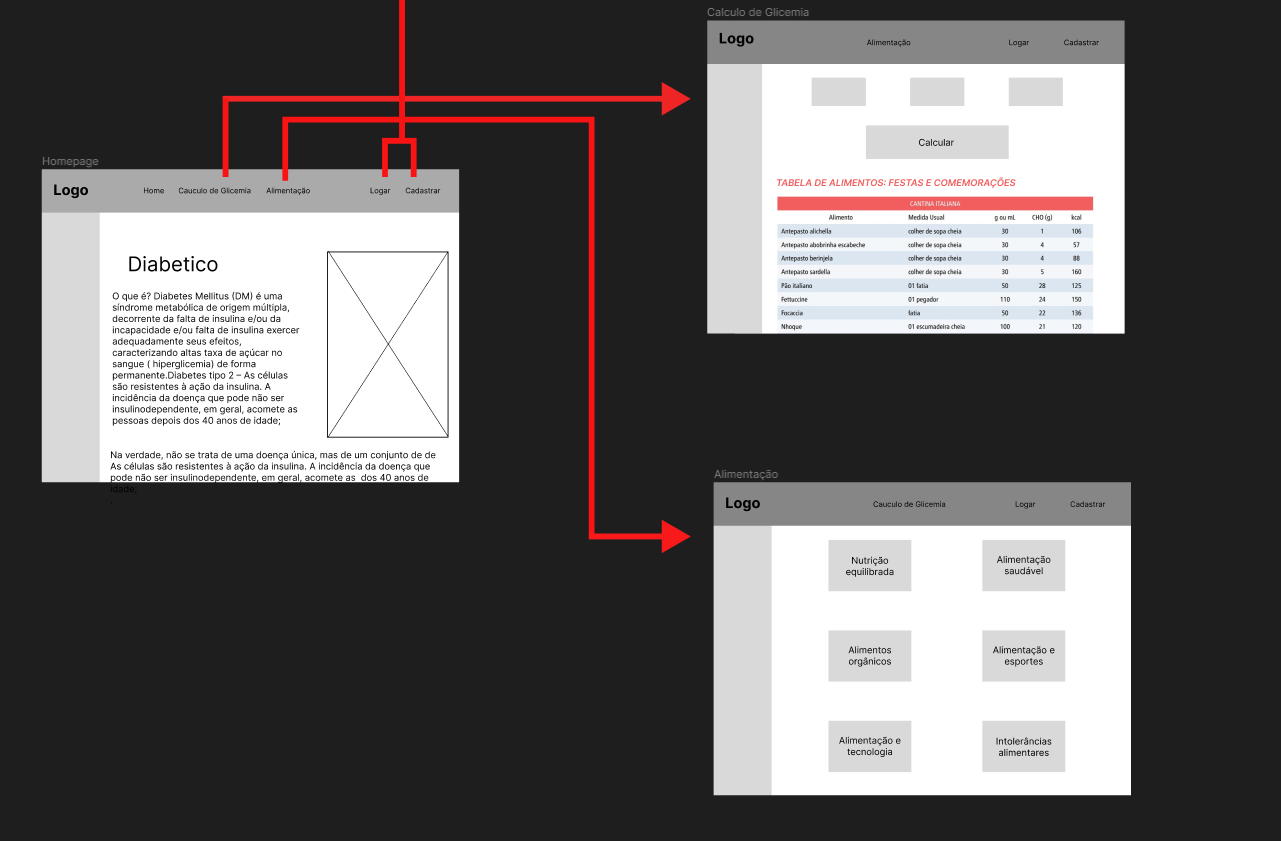 Calculo de Glicemia
Logo
Alimentação
Logar
Cadastrar
Calcular
TABELA DE ALIMENTOS: FESTAS E COMEMORAÇÕES
CANTINA ITALIANA
Alimento Medida Usual g ou mL CHO (g) kcal
Antepasto alichella colher de sopa cheia 30 1 106
Antepasto abobrinha escabeche colher de sopa cheia 30 4 57
Antepasto berinjela colher de sopa cheia 30 4 88
Antepasto sardella colher de sopa cheia 30 5 160
Pão italiano 01 fatia 50 28 125
Fettuccine 01 pegador 110 24 150
Focaccia fatia 50 22 136
Nhoque 01 escumadeira cheia 100 21 120
Homepage
Logo
Home
Cauculo de Glicemia
Alimentação
Logar
Cadastrar
Diabetico
O que é? Diabetes Mellitus (DM) é uma
síndrome metabólica de origem múltipla,
decorrente da falta de insulina e/ou da
incapacidade e/ou falta de insulina exercer
adequadamente seus efeitos,
caracterizando altas taxa de açúcar no
sangue ( hiperglicemia) de forma
permanente.Diabetes tipo 2 – As células
são resistentes à ação da insulina. A
incidência da doença que pode não ser
insulinodependente, em geral, acomete as
pessoas depois dos 40 anos de idade;
Na verdade, não se trata de uma doença única, mas de um conjunto de de
As células são resistentes à ação da insulina. A incidência da doença que
pode não ser insulinodependente, em geral, acomete as  dos 40 anos de
idade;
Alimentação
Logo
Cauculo de Glicemia
Logar
Cadastrar
Nutrição
equilibrada
Alimentação
saudável
Alimentos
orgânicos
Alimentação e
esportes
Alimentação e
tecnologia
Intolerâncias
alimentares